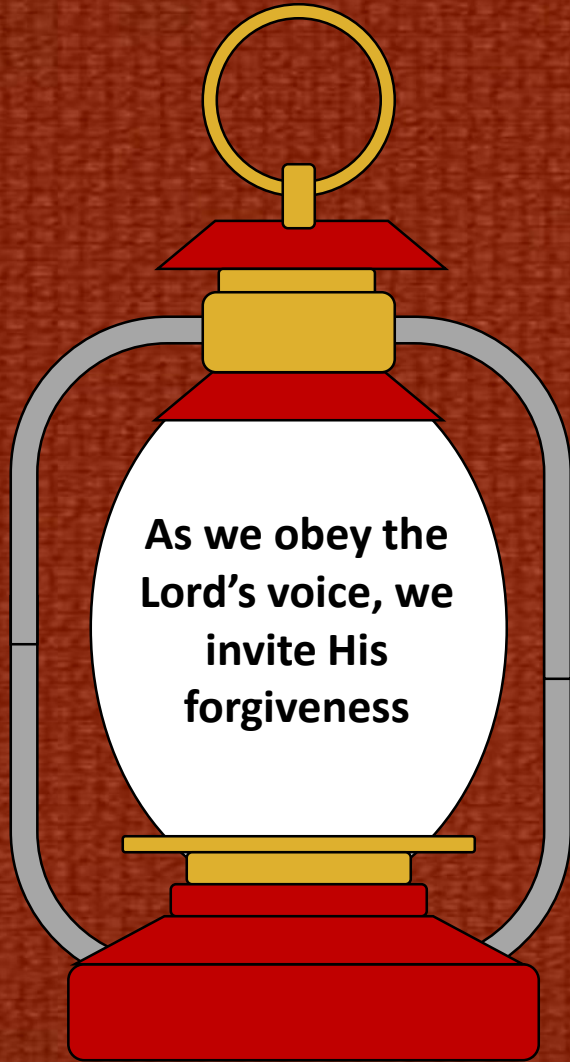 As we obey the
Lord’s voice, we
invite His
forgiveness